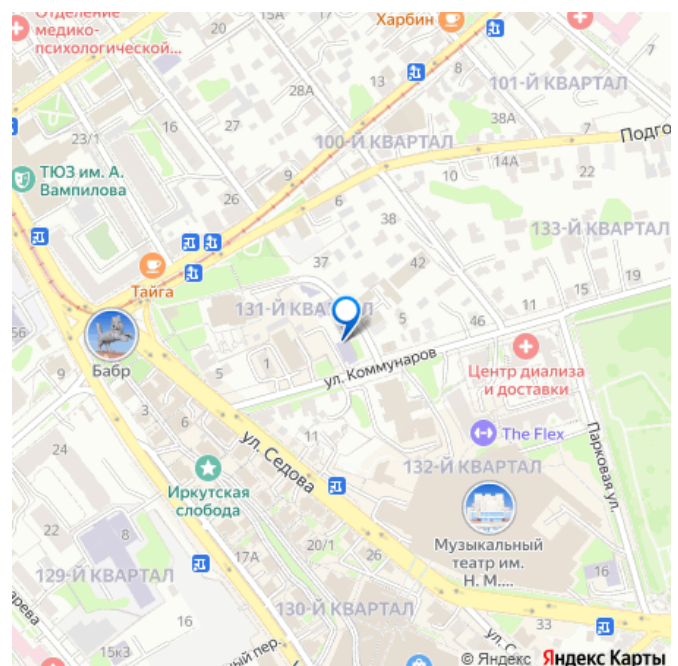 Отделение
медико-
психологической...
Харбин
8
13
28А
101-Й КВАРТАЛ
38А
27
16
23/1
100-Й КВАРТАЛ
Подго
14А
22
10
9
26
6
ТЮЗ им. А.
Вампилова
38
133-Й КВАРТАЛ
37
42
Тайга
19
15
11
131-Й КВАРТАЛ
5
46
56
Бабр
9
5
1
ул. Коммунаров
Центр диализа
и доставки
3
6
11
The Flex
Парковая ул.
24
ул. Седова
132-Й КВАРТАЛ
Иркутская
слобода
22
8
20/1
26
17А
Музыкальный
театр им.
Н. М....
129-Й КВАРТАЛ
16
130-Й КВАРТАЛ
16
33
15к3
© Яндекс Яндекс Карты